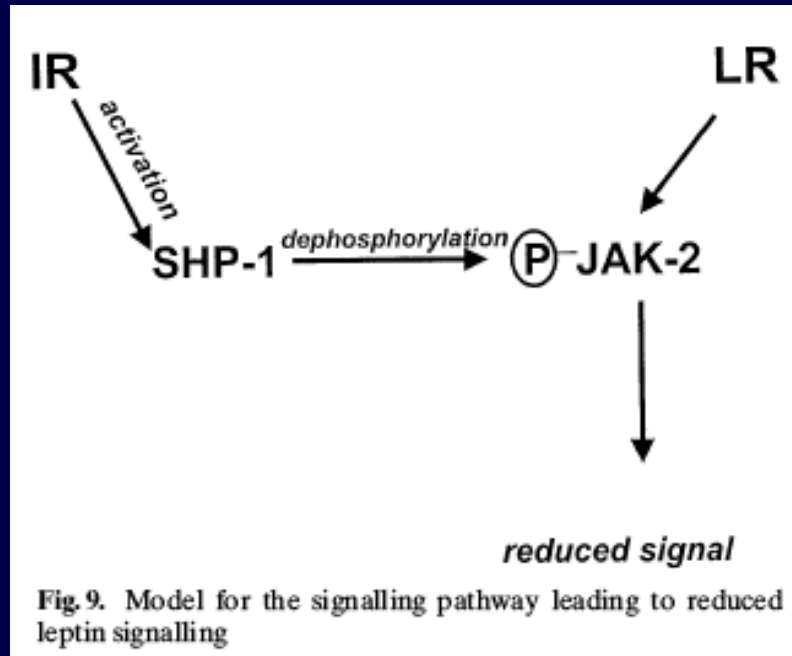 IR
LR
activation
SHP-1
dephosphorylation
P-JAK-2
reduced signal
Fig. 9. Model for the signalling pathway leading to reduced
leptin signalling